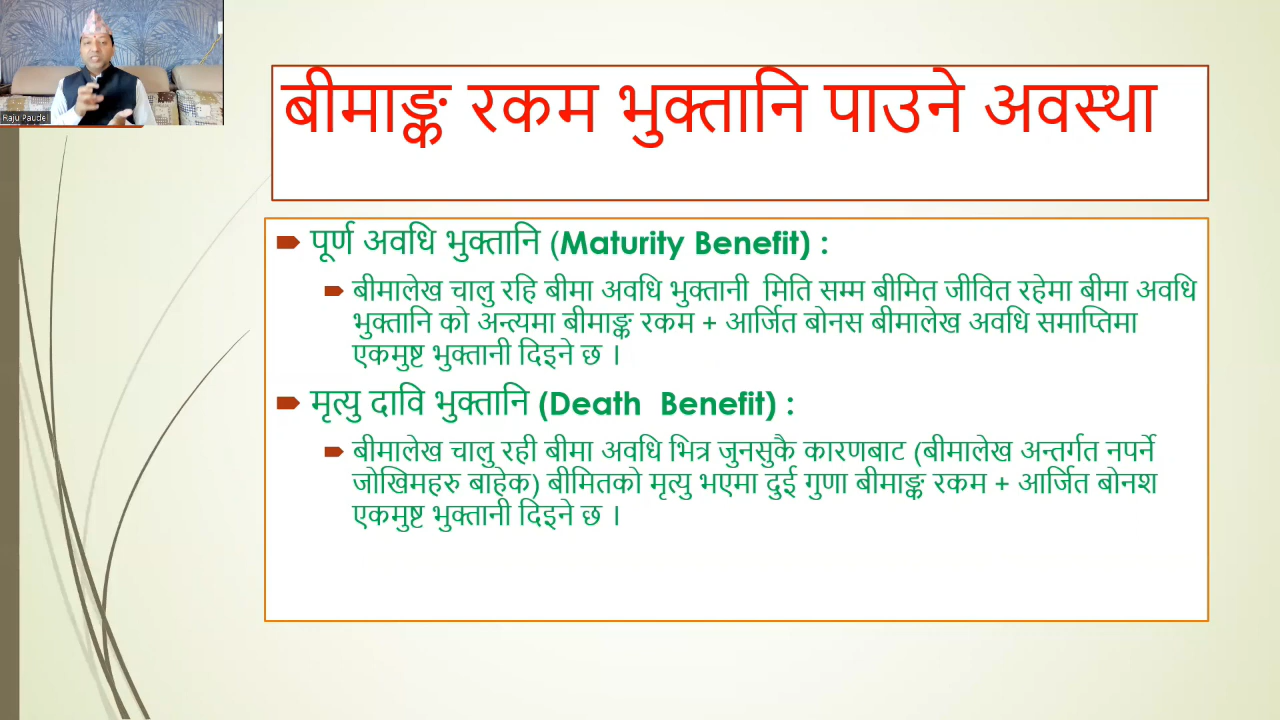 Raju Paudel
बीमाङ्क रकम भुक्तानि पाउने अवस्था
पूर्ण अवधि भुक्तानि (Maturity Benefit) :
बीमालेख चालु रहि बीमा अवधि भुक्तानी मिति सम्म बीमित जीवित रहेमा बीमा अवधि
भुक्तानि को अन्त्यमा बीमाङ्क रकम + आर्जित बोनस बीमालेख अवधि समाप्तिमा
एकमुष्ट भुक्तानी दिइने छ ।
मृत्यु दावि भुक्तानि (Death Benefit) :
बीमालेख चालु रही बीमा अवधि भित्र जुनसुकै कारणबाट (बीमालेख अन्तर्गत नपर्ने
जोखिमहरु बाहेक) बीमितको मृत्यु भएमा दुई गुणा बीमाङ्क रकम + आर्जित बोनश
एकमुष्ट भुक्तानी दिइने छ ।